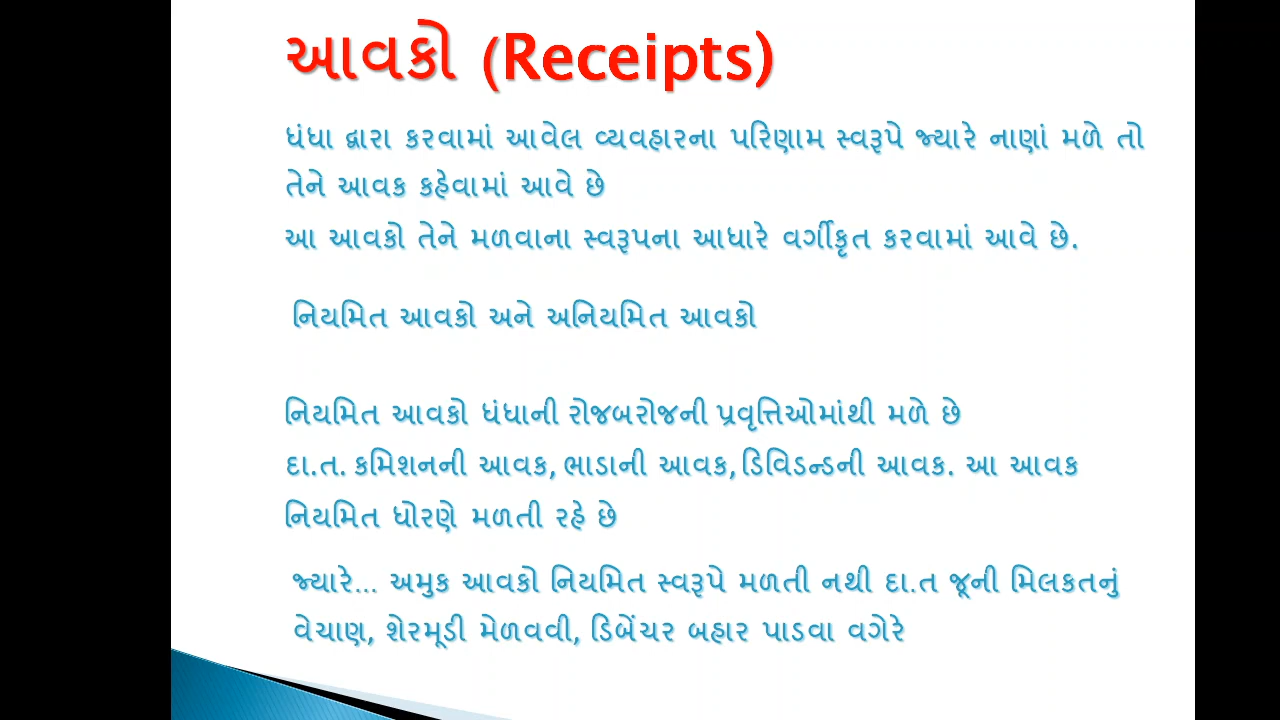 આવકો (Receipts)
ધંધા દ્વારા કરવામાં આવેલ વ્યવહારના પરિણામ સ્વરૂપે જ્યારે નાણાં મળે તો
તેને આવક કહેવામાં આવે છે
આ આવકો તેને મળવાના સ્વરૂપના આધારે વર્ગીકૃત કરવામાં આવે છે.
નિયમિત આવકો અને અનિયમિત આવકો
નિયમિત આવકો ધંધાની રોજબરોજની પ્રવૃત્તિઓમાંથી મળે છે
દા.ત. કમિશનની આવક, ભાડાની આવક, ડિવિડન્ડની આવક. આ આવક
નિયમિત ધોરણે મળતી રહે છે
જ્યારે... અમુક આવકો નિયમિત સ્વરૂપે મળતી નથી દા.ત જૂની મિલકતનું
વેચાણ, શેરમૂડી મેળવવી, ડિબેંચર બહાર પાડવા વગેરે